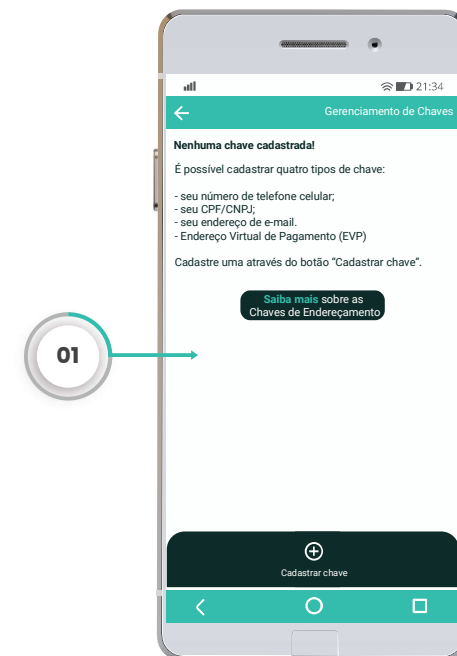 21:34
Gerenciamento de Chaves
Nenhuma chave cadastrada!
É possível cadastrar quatro tipos de chave:
- seu número de telefone celular;
- seu CPF/CNPJ;
- seu endereço de e-mail.
- Endereço Virtual de Pagamento (EVP)
Cadastre uma através do botão “Cadastrar chave”.
Saiba mais sobre as
Chaves de Endereçamento
01
Cadastrar chave